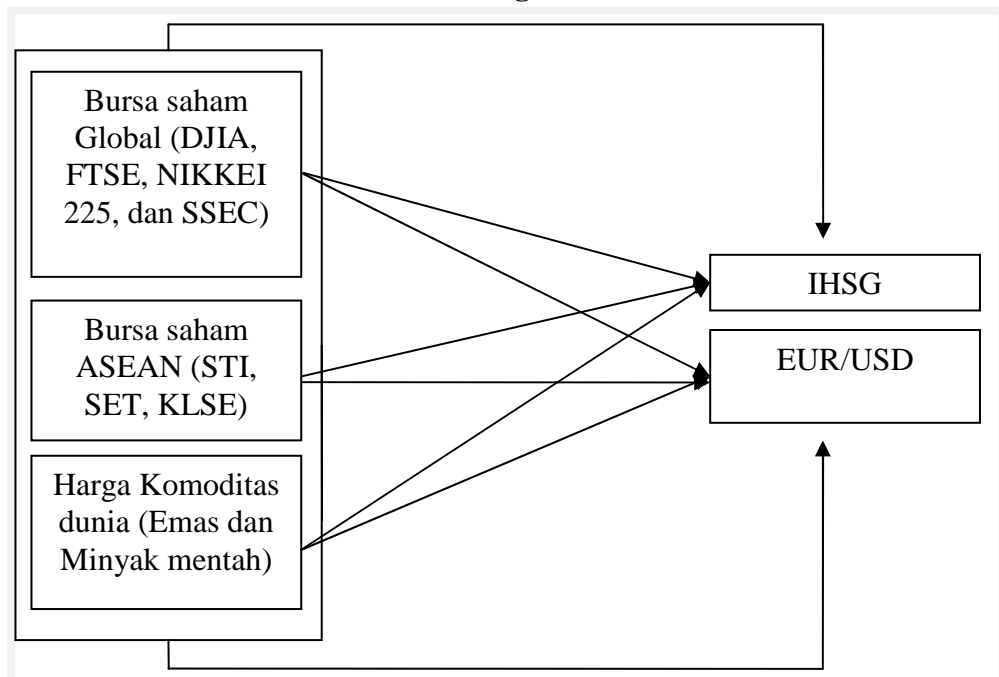 Bursa saham
Global (DJIA,
FTSE, NIKKEI
225, dan SSEC)
Bursa saham
ASEAN (STI,
SET, KLSE)
Harga Komoditas
dunia (Emas dan
Minyak mentah)
IHSG
EUR/USD